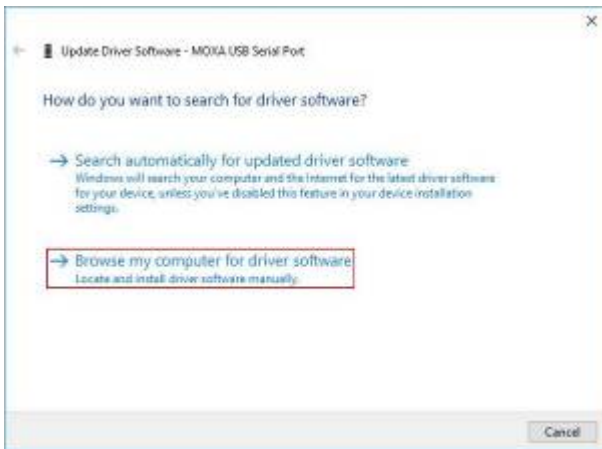 Update Driver Software - MOXA USB Serial Port
How do you want to search for driver software?
Search automatically for updated driver software
Windows will search your computer and the Internet for the latest driver software
for your device, unless you've disabled this feature in your device installation
settings.
Browse my computer for driver software
Locate and install driver software manually.
Cancel